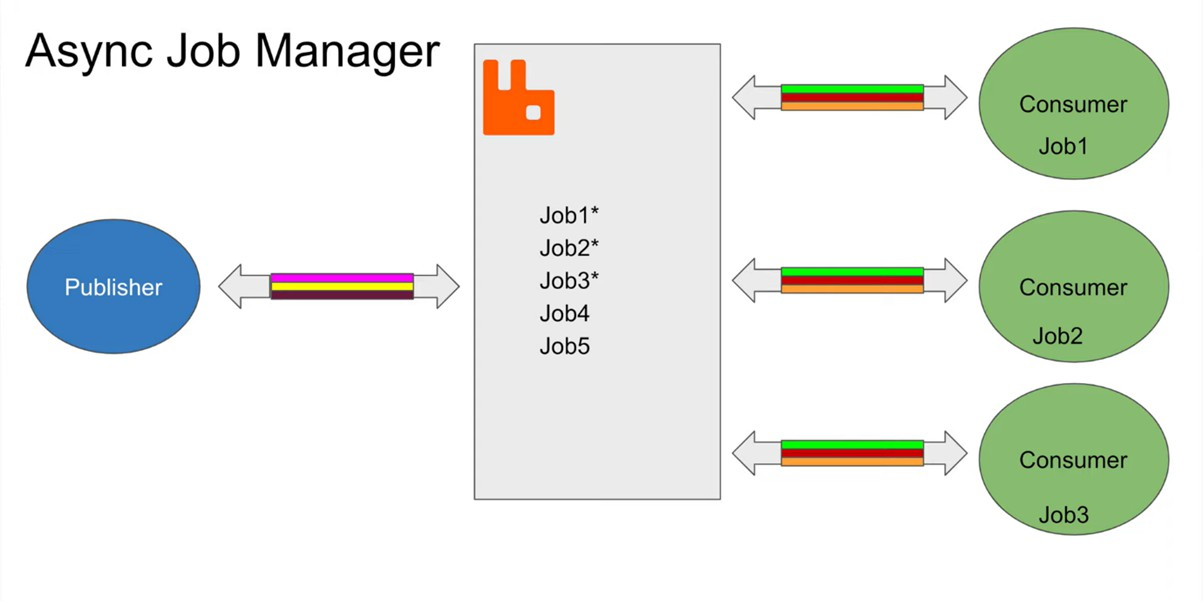 Async Job Manager
Publisher
Job1*
Job2*
Job3*
Job4
Job5
Consumer
Job1
Consumer
Job2
Consumer
Job3